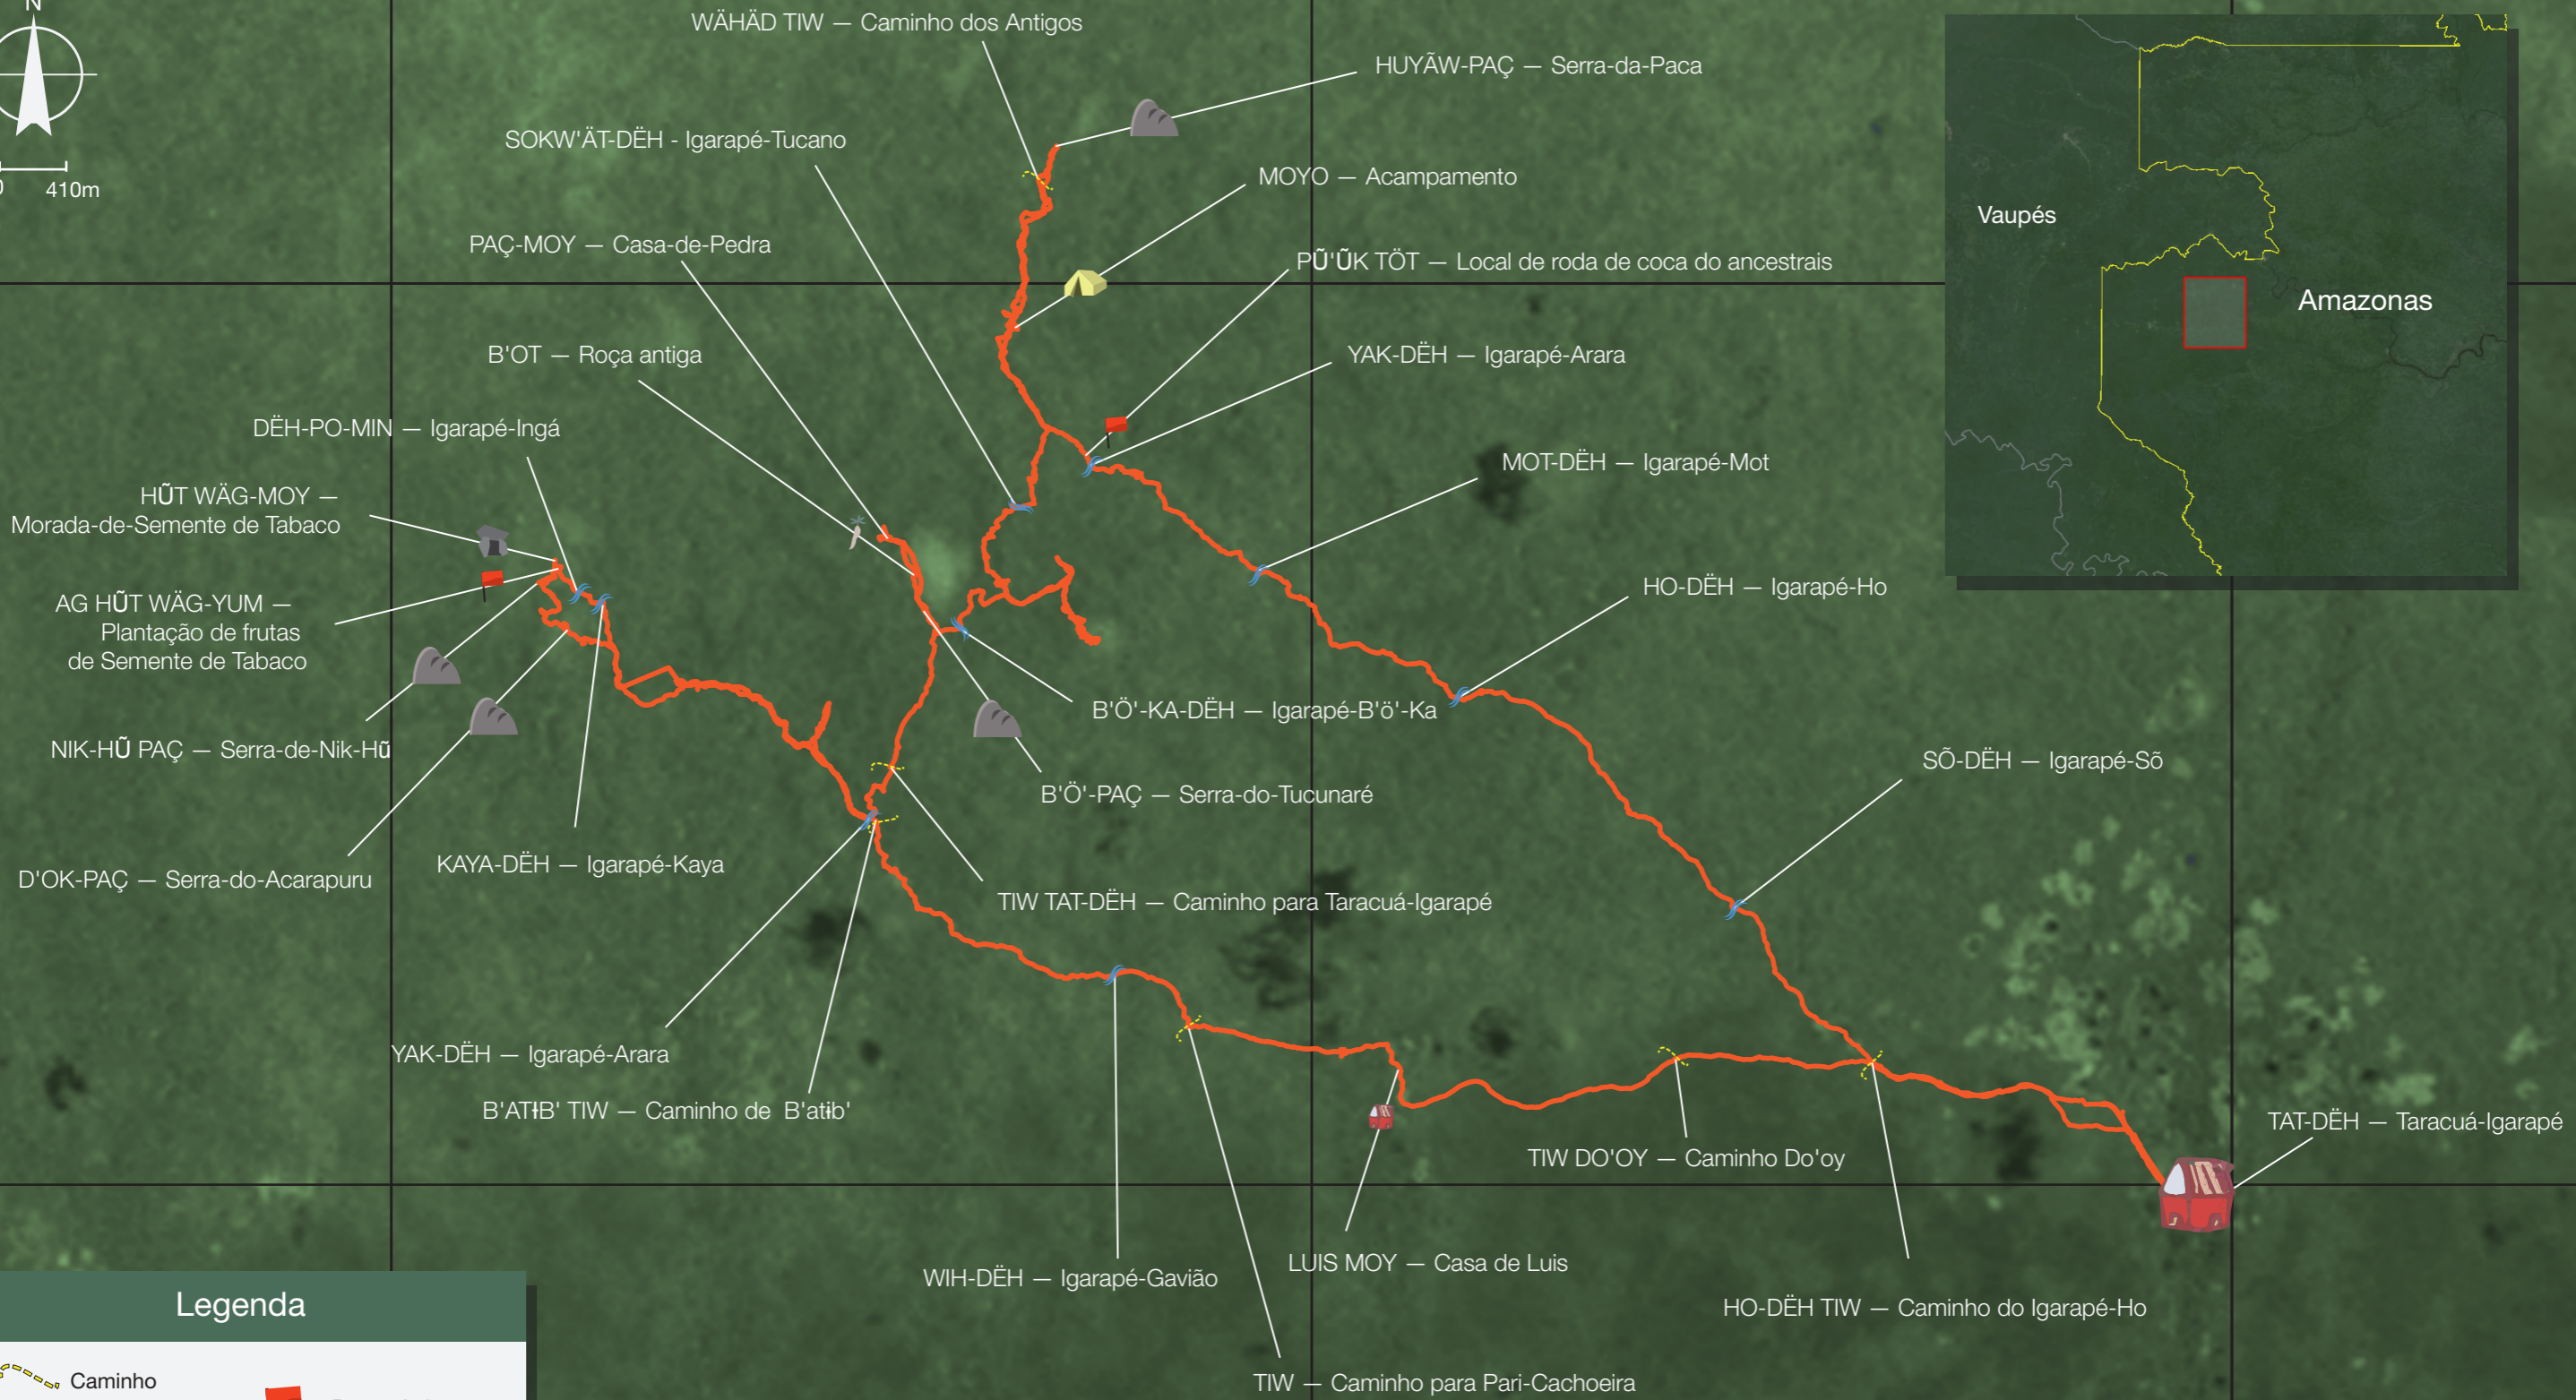 N
0 410m
WÄHÄD TIW — Caminho dos Antigos
HUYÃW-PAÇ — Serra-da-Paca
SOKW'ÄT-DËH - Igarapé-Tucano
MOYO — Acampamento
Vaupés
PAÇ-MOY — Casa-de-Pedra
PŨ'ŨK TÖT — Local de roda de coca do ancestrais
Amazonas
B'OT — Roça antiga
YAK-DËH — Igarapé-Arara
DËH-PO-MIN — Igarapé-Ingá
MOT-DËH — Igarapé-Mot
HŨT WÄG-MOY —
Morada-de-Semente de Tabaco
HO-DËH — Igarapé-Ho
AG HŨT WÄG-YUM —
Plantação de frutas
de Semente de Tabaco
B'Ö'-KA-DËH — Igarapé-B'ö'-Ka
NIK-HŨ PAÇ — Serra-de-Nik-Hũ
SÕ-DËH — Igarapé-Sõ
B'Ö'-PAÇ — Serra-do-Tucunaré
KAYA-DËH — Igarapé-Kaya
D'OK-PAÇ — Serra-do-Acarapuru
TIW TAT-DËH — Caminho para Taracuá-Igarapé
YAK-DËH — Igarapé-Arara
B'ATɨB' TIW — Caminho de B'atɨb'
TAT-DËH — Taracuá-Igarapé
TIW DO'OY — Caminho Do'oy
LUIS MOY — Casa de Luis
WIH-DËH — Igarapé-Gavião
HO-DËH TIW — Caminho do Igarapé-Ho
TIW — Caminho para Pari-Cachoeira
Legenda
Caminho